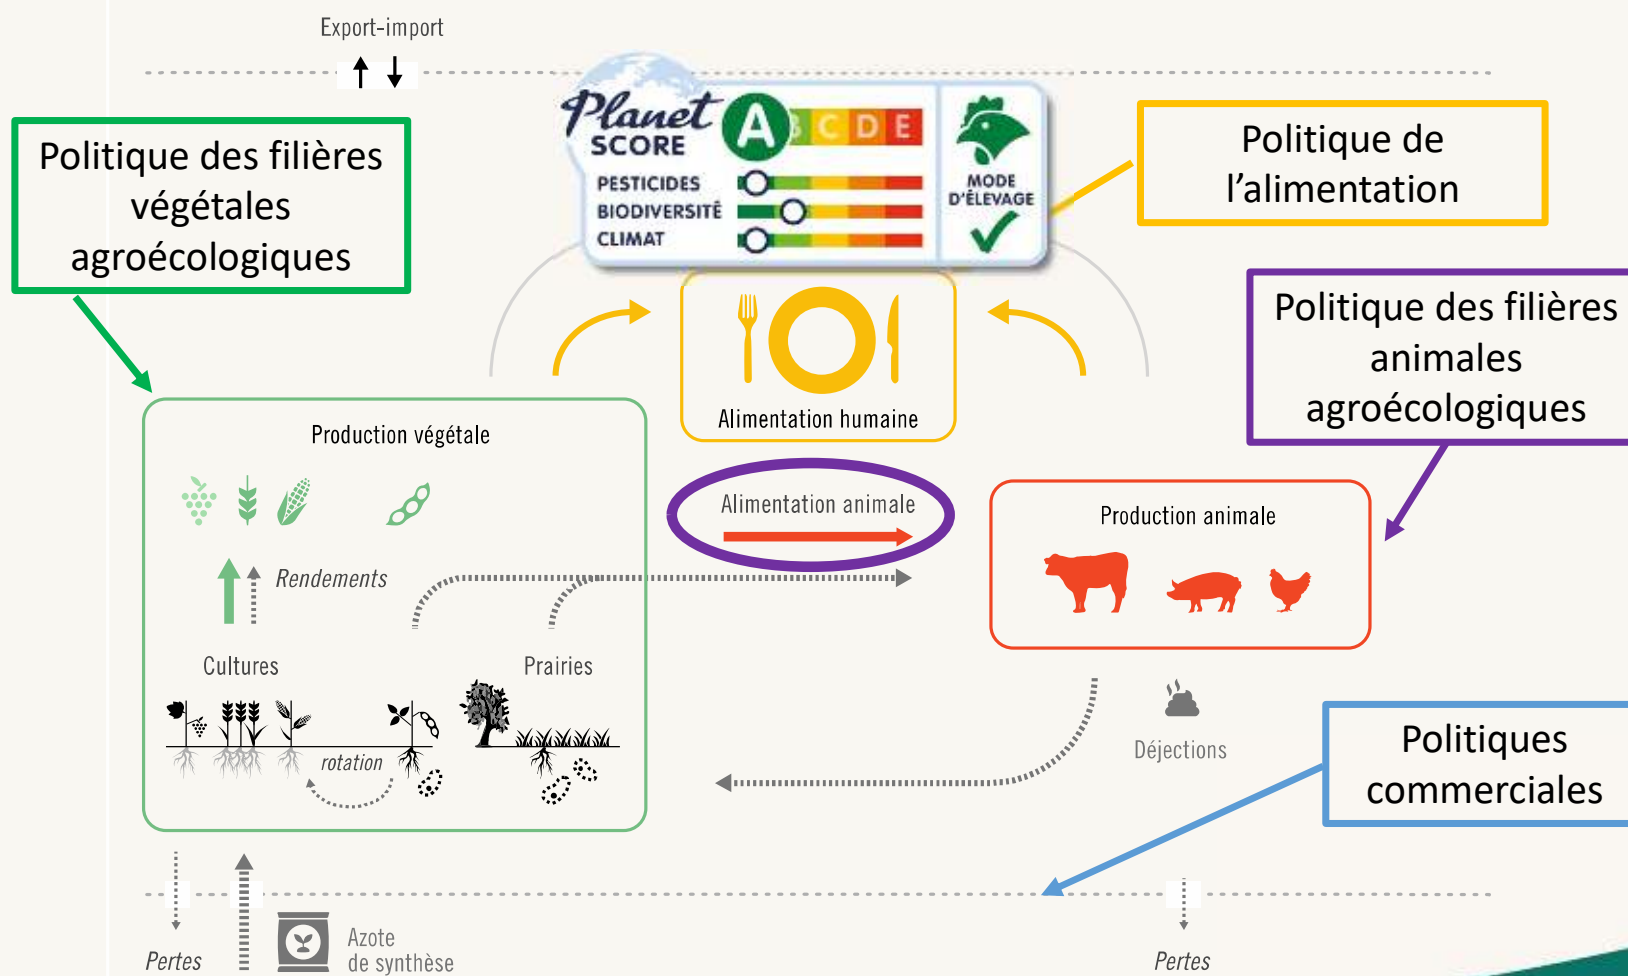 Export-import
Planet
SCORE
A B C D E
PESTICIDES
BIODIVERSITÉ
CLIMAT
MODE
D'ÉLEVAGE
Politique des filières
végétales
agroécologiques
Politique de
l’alimentation
Politique des filières
animales
agroécologiques
Alimentation humaine
Production végétale
Alimentation animale
Production animale
Rendements
Cultures
Prairies
rotation
Déjections
Politiques
commerciales
Pertes
Azote
de synthèse
Pertes